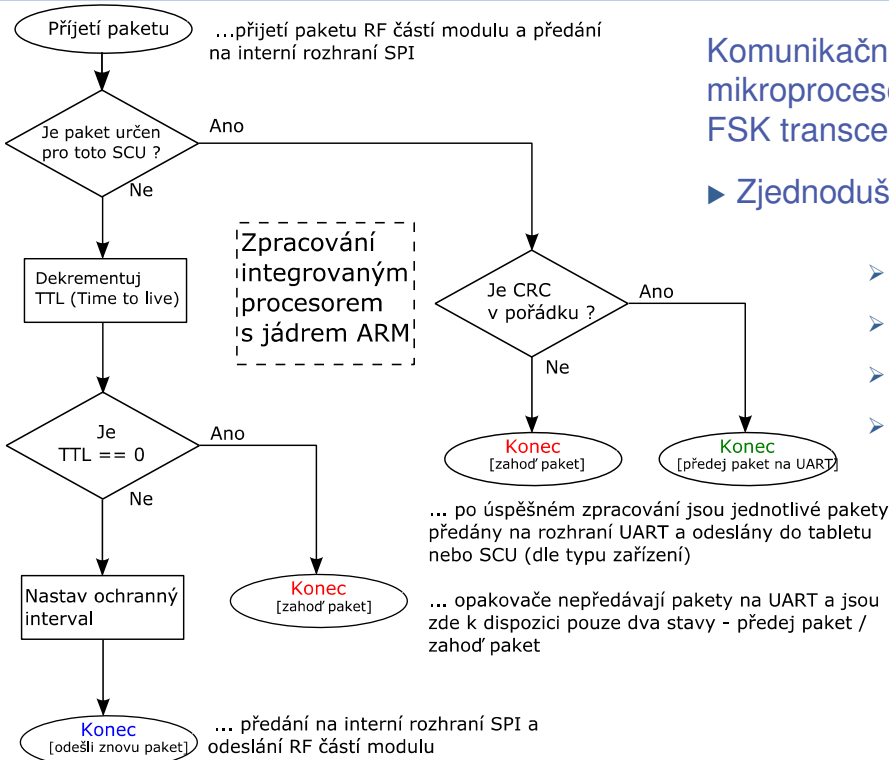 Příjetí paketu
...přijetí paketu RF částí modulu a předání
na interní rozhraní SPI
Komunikačn
mikroproces
FSK transce
Zjednoduš
Je paket určen
pro toto SCU ?
Ano
Ne
Zpracování
integrovaným
procesorem
s jádrem ARM
Dekrementuj
TTL (Time to live)
Je CRC
v pořádku ?
Ano
Ne
Je
TTL == 0
Ano
Ne
Konec
[zahoď paket]
Konec
[předej paket na UART]
... po úspěšném zpracování jsou jednotlivé pakety
předány na rozhraní UART a odeslány do tabletu
nebo SCU (dle typu zařízení)
Nastav ochranný
interval
Konec
[zahoď paket]
... opakovače nepředávají pakety na UART a jsou
zde k dispozici pouze dva stavy - předej paket /
zahoď paket
Konec
[odešli znovu paket]
... předání na interní rozhraní SPI a
odeslání RF částí modulu